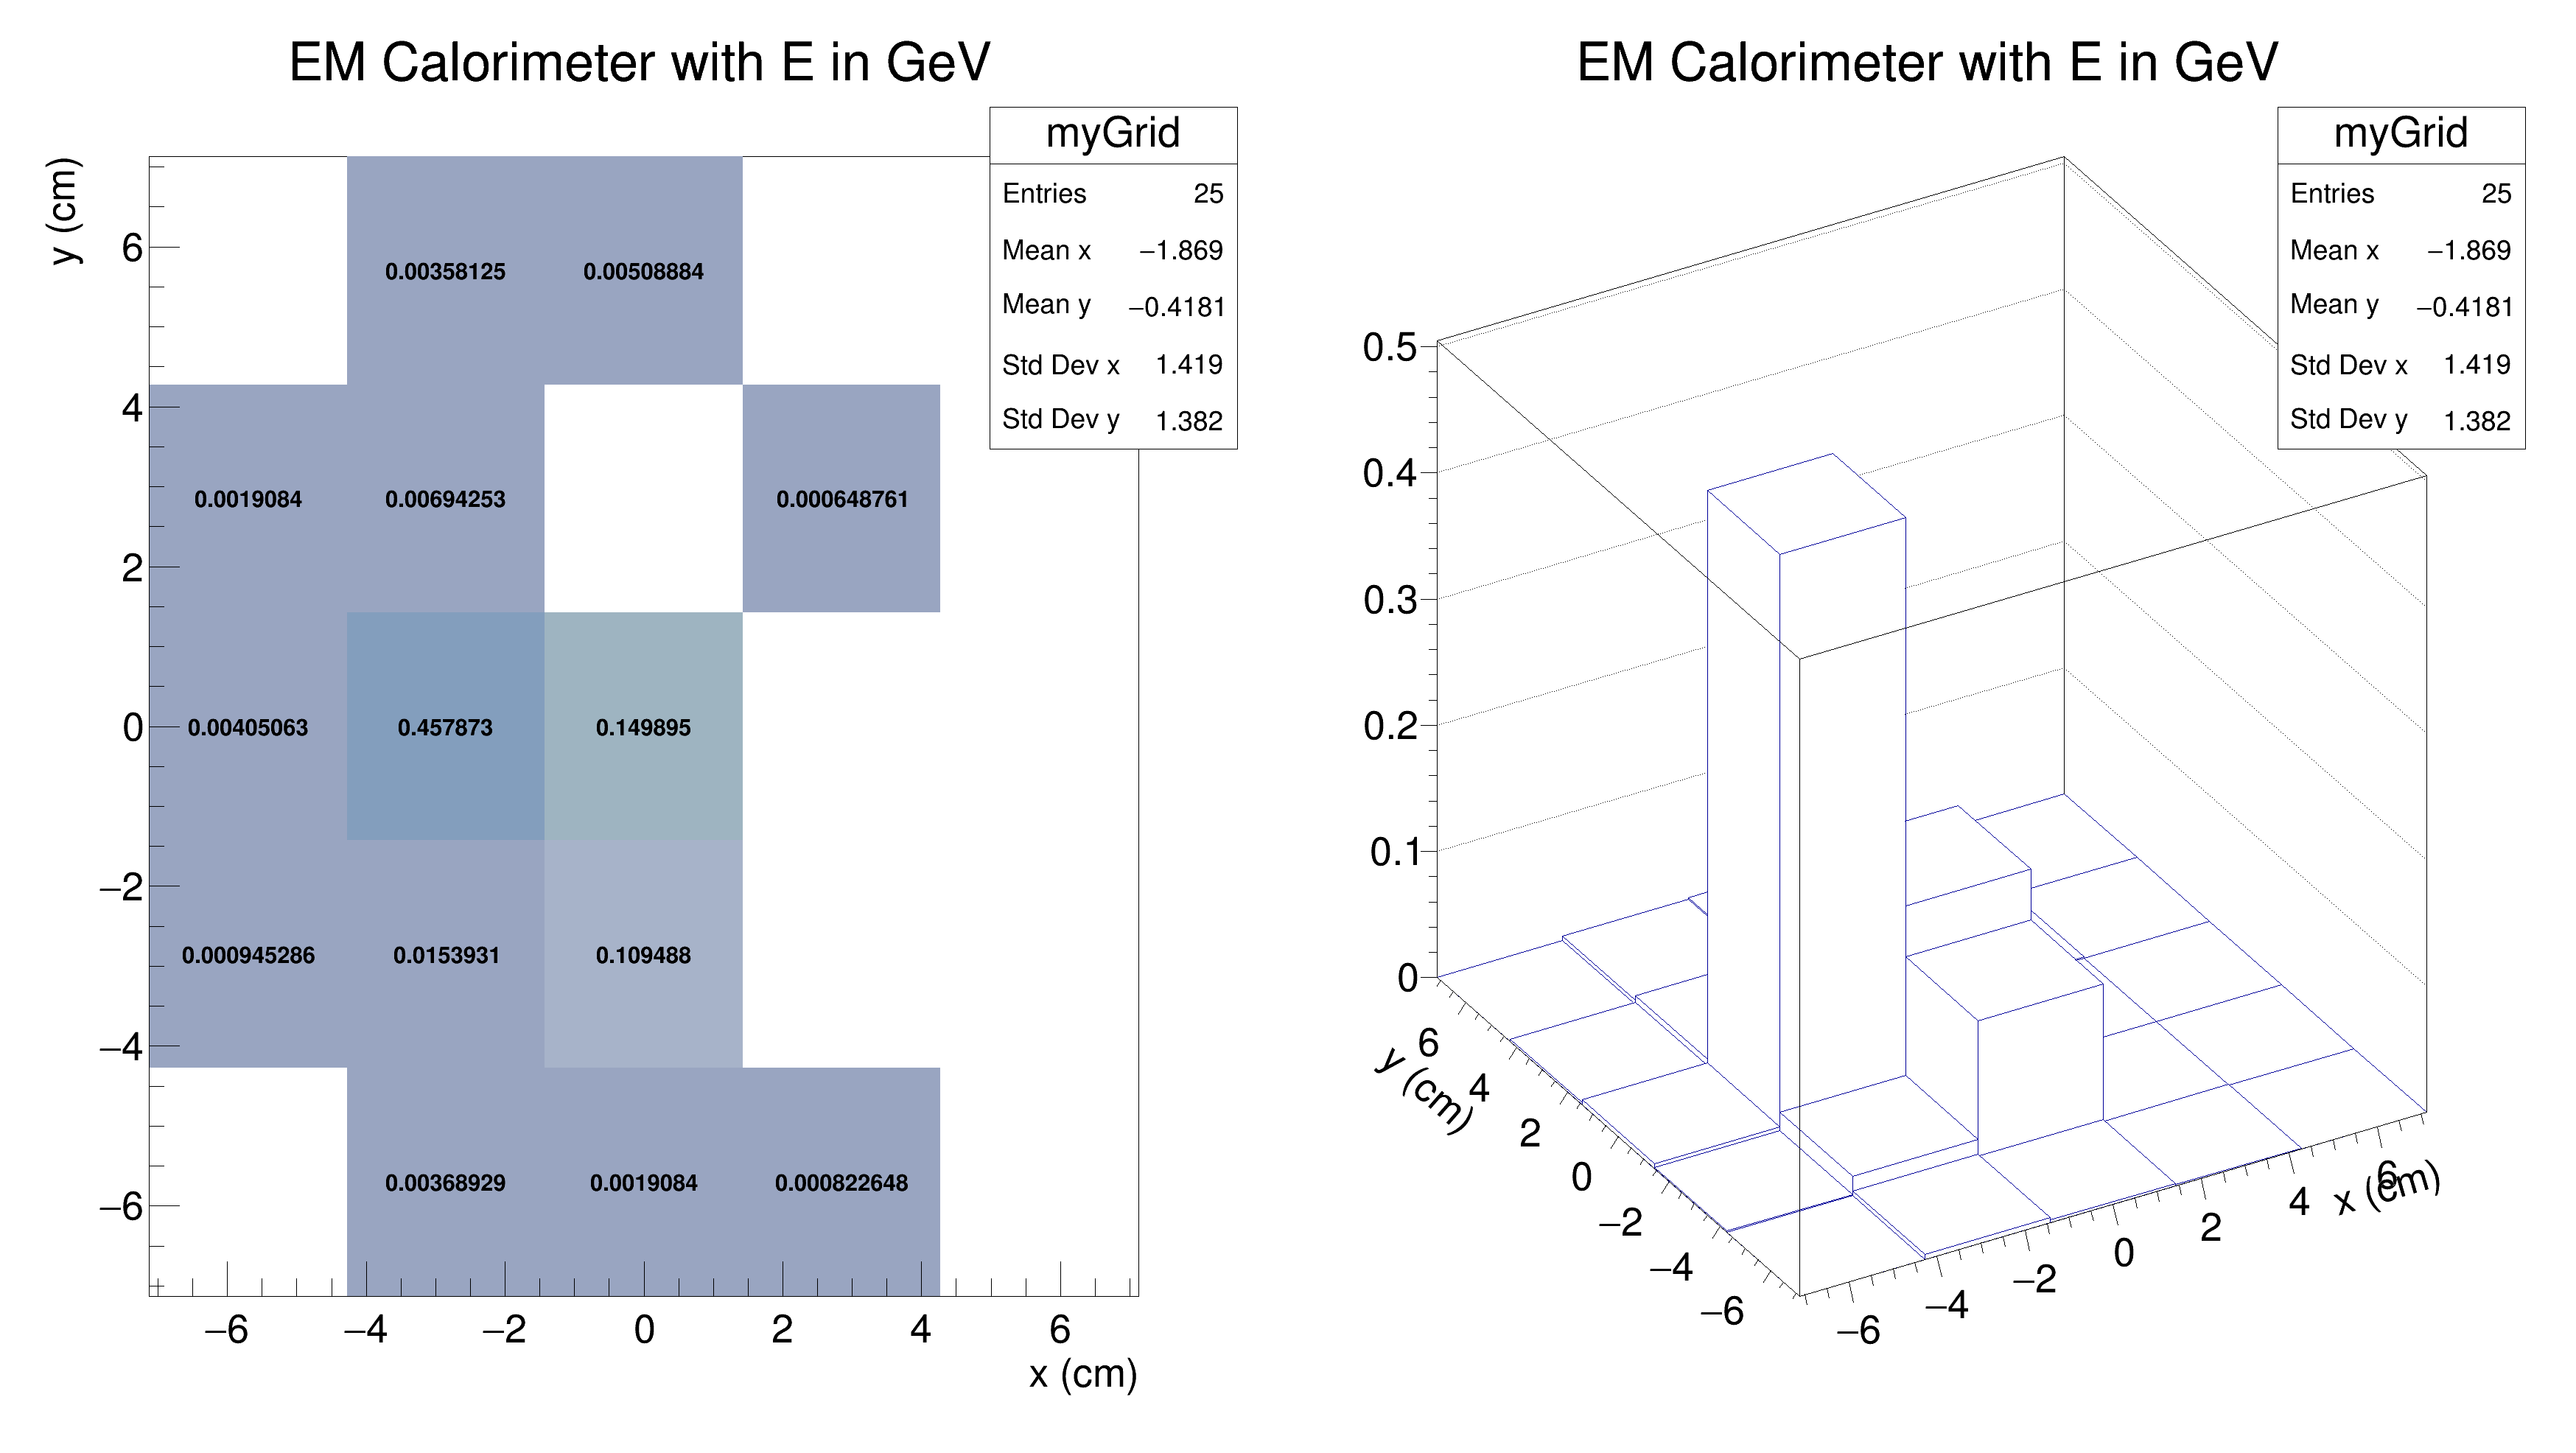 EM Calorimeter with E in GeV
myGrid
Entries 25
Mean x −1.869
Mean y −0.4181
Std Dev x 1.419
Std Dev y 1.382
y (cm)
6
4
2
0
−2
−4
−6
0.00358125 0.00508884
0.0019084 0.00694253 0.000648761
0.00405063 0.457873 0.149895
0.000945286 0.0153931 0.109488
0.00368929 0.0019084 0.000822648
−6 −4 −2 0 2 4 6
x (cm)
EM Calorimeter with E in GeV
myGrid
Entries 25
Mean x −1.869
Mean y −0.4181
Std Dev x 1.419
Std Dev y 1.382
0.5
0.4
0.3
0.2
0.1
0
y (cm)
6
4
2
0
−2
−4
−6
−6
−4
−2
0
2
4
6
x (cm)